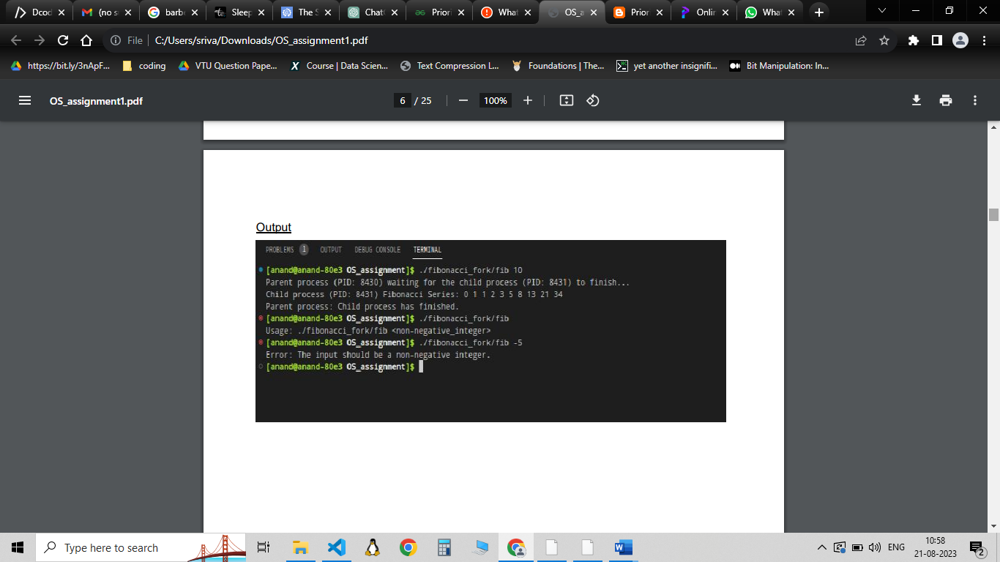 Dcod
(no s
barb
Sleep
The S
Chat
Priori
What
OS_a
Prior
Onlir
What
File
C:/Users/sriva/Downloads/OS_assignment1.pdf
https://bit.ly/3nApF...
coding
VTU Question Pape...
Course | Data Scien...
Text Compression L...
Foundations | The...
yet another insignifi...
Bit Manipulation: In...
OS_assignment1.pdf
6 / 25
100%
Output
PROBLEMS 1 OUTPUT DEBUG CONSOLE TERMINAL
[anand@anand-80e3 OS_assignment]$ ./fibonacci_fork/fib 10
Parent process (PID: 8430) waiting for the child process (PID: 8431) to finish...
Child process (PID: 8431) Fibonacci Series: 0 1 1 2 3 5 8 13 21 34
Parent process: Child process has finished.
[anand@anand-80e3 OS_assignment]$ ./fibonacci_fork/fib
Usage: ./fibonacci_fork/fib <non-negative_integer>
[anand@anand-80e3 OS_assignment]$ ./fibonacci_fork/fib -5
Error: The input should be a non-negative integer.
[anand@anand-80e3 OS_assignment]$
Type here to search
ENG
10:58
21-08-2023
2